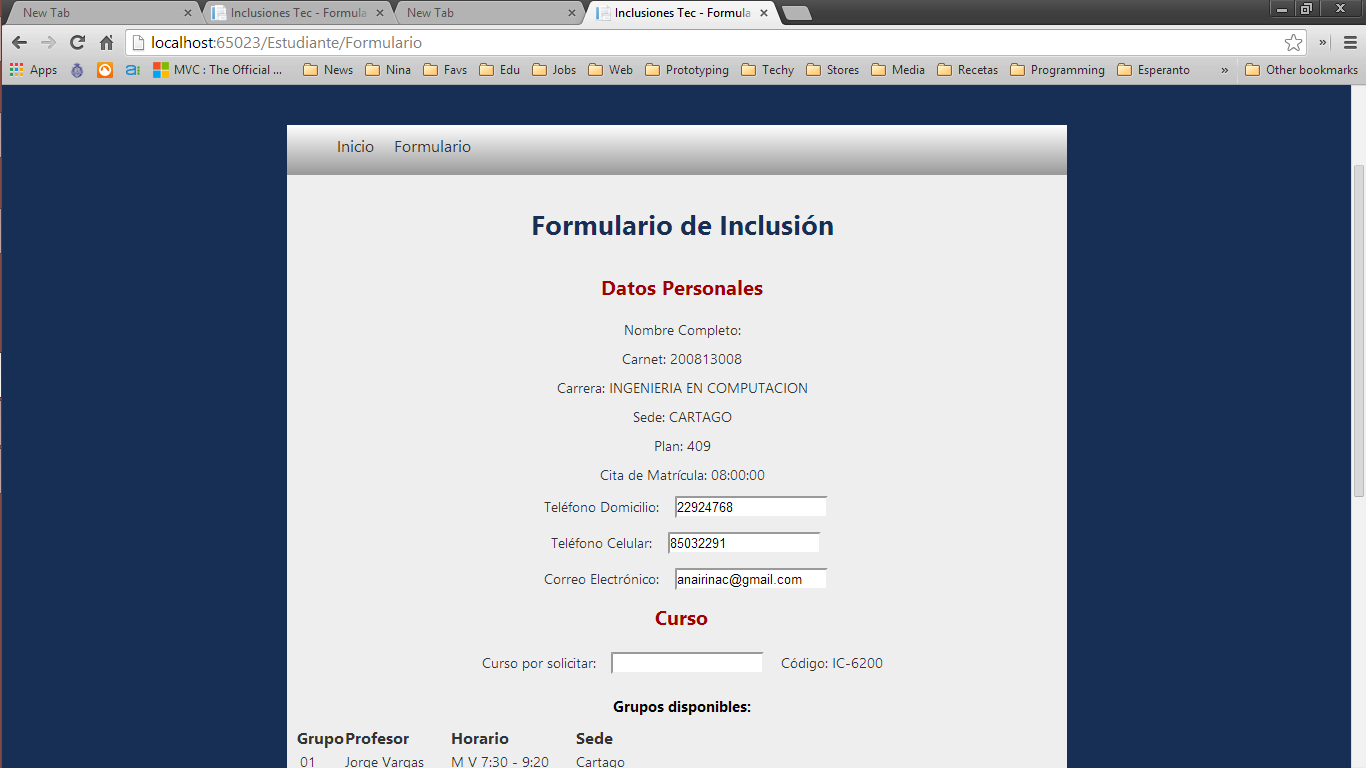 New Tab Inclusiones Tec - Formula New Tab Inclusiones Tec - Formula
localhost:65023/Estudiante/Formulario
Apps MVC : The Official ... News Nina Favs Edu Jobs Web Prototyping Techy Stores Media Recetas Programming Esperanto » Other bookmarks
Inicio Formulario
Formulario de Inclusión
Datos Personales
Nombre Completo:
Carnet: 200813008
Carrera: INGENIERIA EN COMPUTACION
Sede: CARTAGO
Plan: 409
Cita de Matrícula: 08:00:00
Teléfono Domicilio: 22924768
Teléfono Celular: 85032291
Correo Electrónico: anairinac@gmail.com
Curso
Curso por solicitar: Código: IC-6200
Grupos disponibles:
Grupo Profesor Horario Sede
01 Jorge Vargas M V 7:30 - 9:20 Cartago